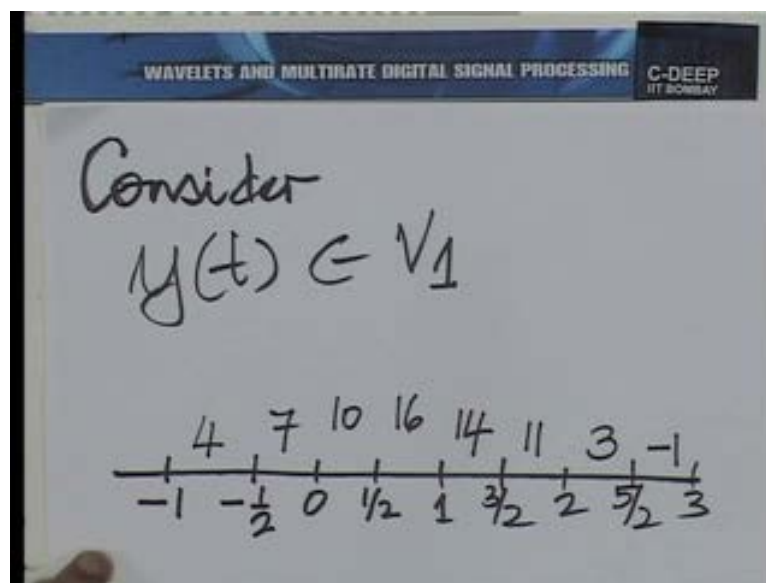 WAVELETS AND MULTIRATE DIGITAL SIGNAL PROCESSING
C-DEEP
IIT BOMBAY
Consider
y(t) ∈ V1
4 7 10 16 14 11 3 -1
-1 -1/2 0 1/2 1 3/2 2 5/2 3